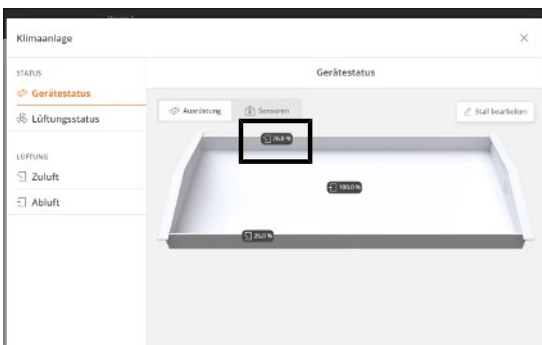 Klimaanlage
STATUS
Gerätestatus
Lüftungsstatus
LÜFTUNG
Zuluft
Abluft
Gerätestatus
Ausrüstung
Sensoren
Stall bearbeiten
26.0 %
100.0 %
26.0 %